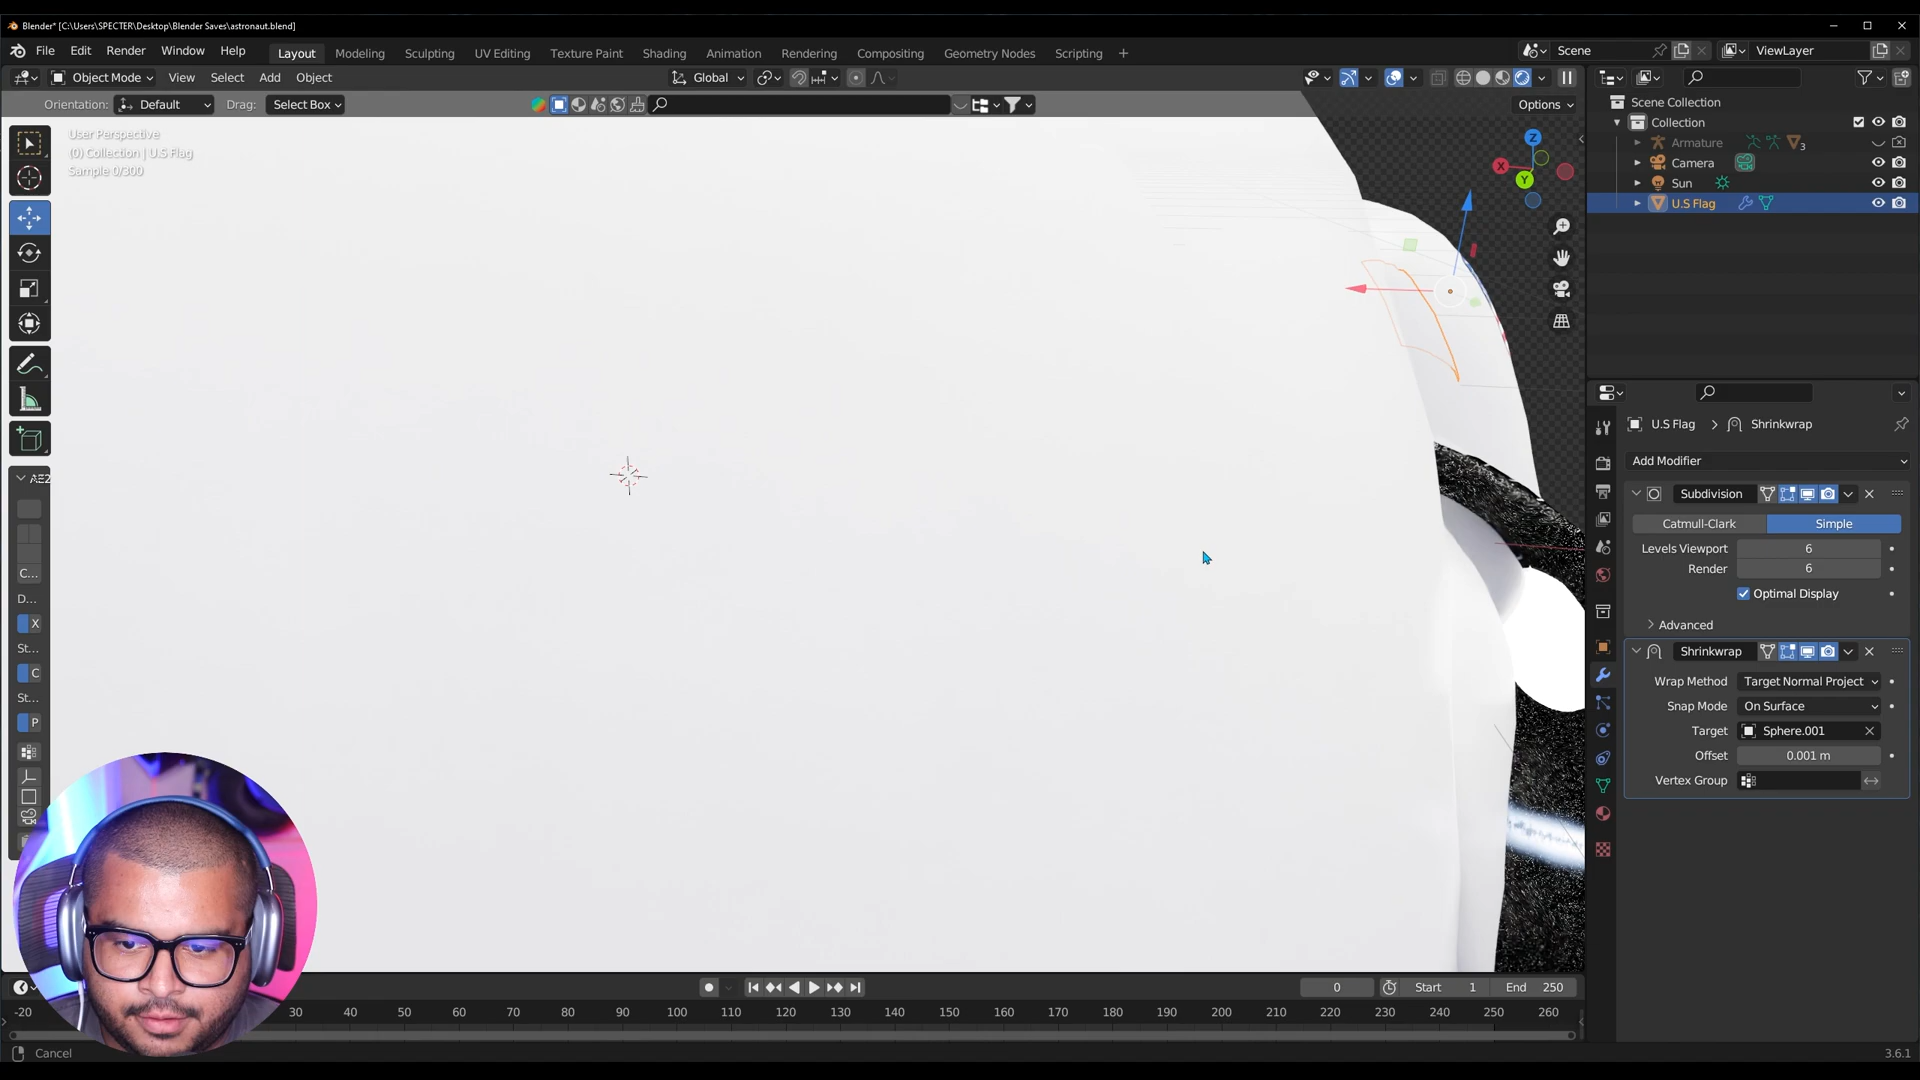 Blender* [C:\Users\SPECTER\Desktop\Blender Saves\astronaut.blend]
File Edit Render Window Help Layout Modeling Sculpting UV Editing Texture Paint Shading Animation Rendering Compositing Geometry Nodes Scripting + Scene ViewLayer
Object Mode View Select Add Object Global
Orientation: Default Drag: Select Box Options
User Perspective
(0) Collection | U.S Flag
Sample 0/300
Z
X
Y
Scene Collection
Collection
Armature 3
Camera
Sun
U.S Flag
U.S Flag > Shrinkwrap
Add Modifier
Subdivision
Catmull-Clark Simple
Levels Viewport 6
Render 6
Optimal Display
Advanced
Shrinkwrap
Wrap Method Target Normal Project
Snap Mode On Surface
Target Sphere.001
Offset 0.001 m
Vertex Group
AE2
C...
D...
X
St...
C
St...
P
0 Start 1 End 250
-20 30 40 50 60 70 80 90 100 110 120 130 140 150 160 170 180 190 200 210 220 230 240 250 260
Cancel 3.6.1